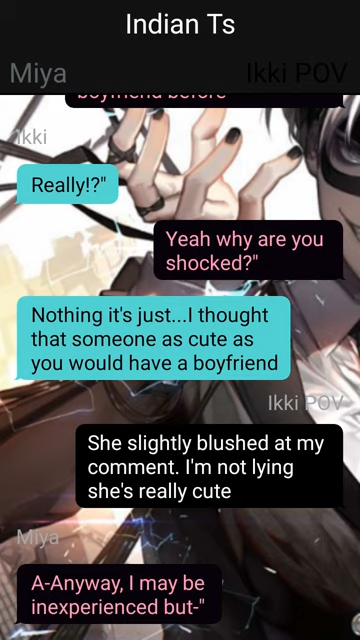 Indian Ts
Miya
Ikki POV
boyfriend before
Ikki
Really!?"
Yeah why are you
shocked?"
Nothing it's just...I thought
that someone as cute as
you would have a boyfriend
Ikki POV
She slightly blushed at my
comment. I'm not lying
she's really cute
Miya
A-Anyway, I may be
inexperienced but-"